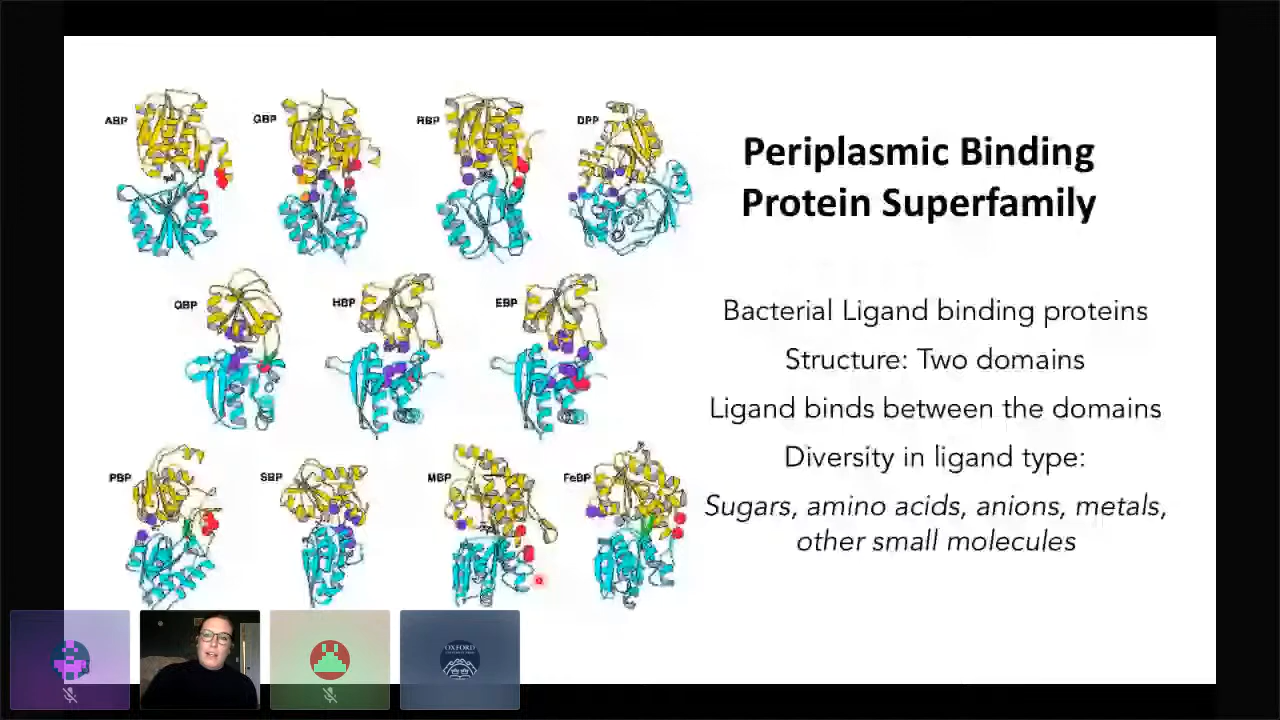 ABP
GBP
RBP
DPP
Periplasmic Binding
Protein Superfamily
QBP
HBP
EBP
Bacterial Ligand binding proteins
Structure: Two domains
Ligand binds between the domains
Diversity in ligand type:
Sugars, amino acids, anions, metals,
other small molecules
PBP
SBP
MBP
FeBP
OXFORD